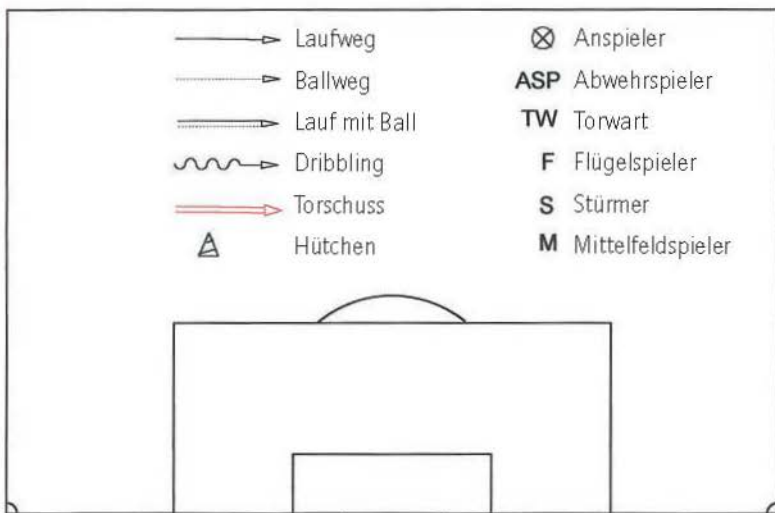 Laufweg
Ballweg
Lauf mit Ball
Dribbling
Torschuss
Hütchen
Anspieler
ASP Abwehrspieler
TW Torwart
F Flügelspieler
S Stürmer
M Mittelfeldspieler